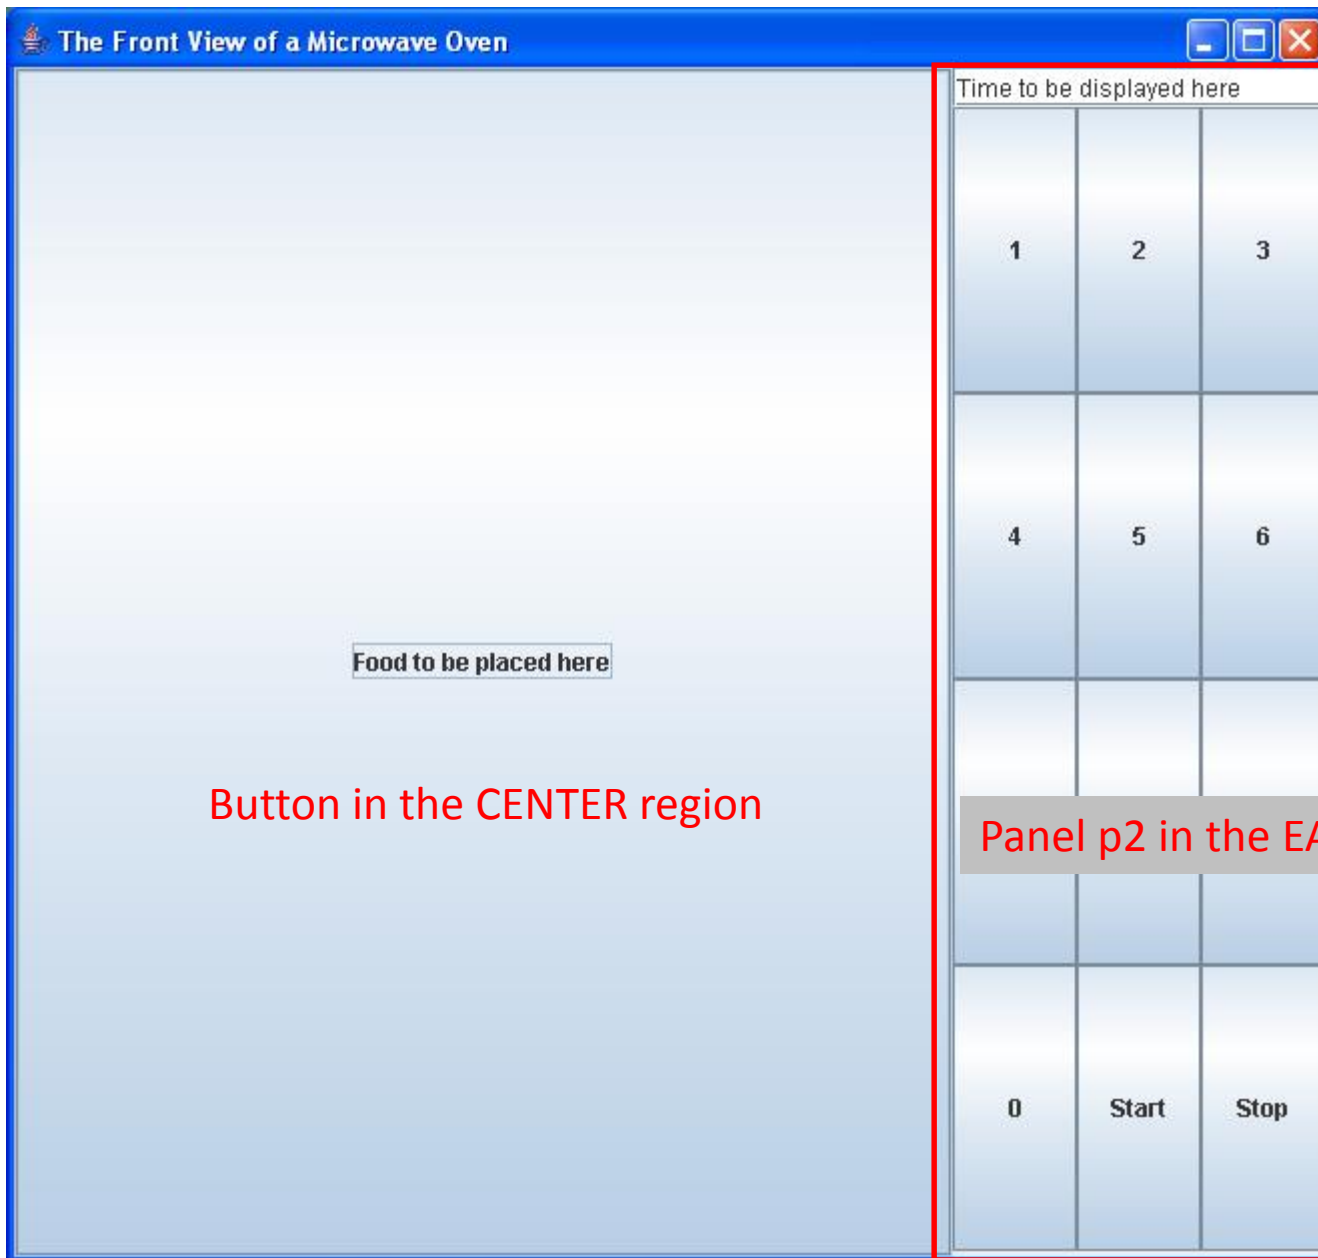 The Front View of a Microwave Oven
Time to be displayed here
1 2 3
4 5 6
Food to be placed here
Button in the CENTER region
Panel p2 in the EA
0 Start Stop